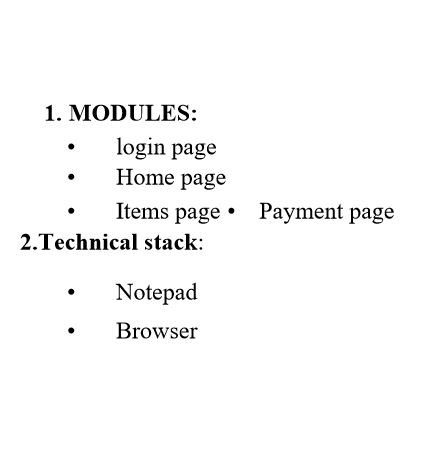 1. MODULES:
• login page
• Home page
• Items page • Payment page
2.Technical stack:
• Notepad
• Browser